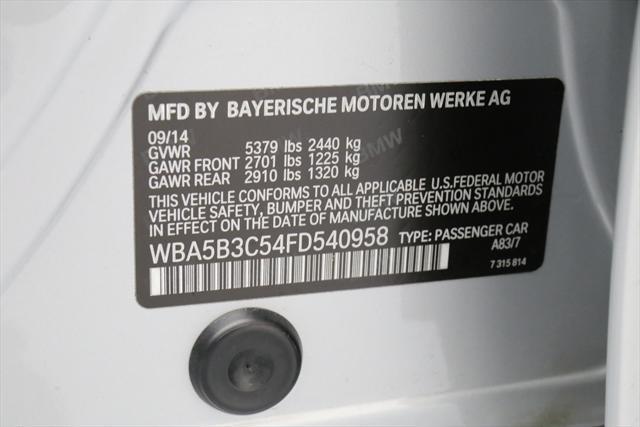 MFD BY BAYERISCHE MOTOREN WERKE AG
09/14
GVWR 5379 lbs 2440 kg
GAWR FRONT 2701 lbs 1225 kg
GAWR REAR 2910 lbs 1320 kg
THIS VEHICLE CONFORMS TO ALL APPLICABLE U.S.FEDERAL MOTOR
VEHICLE SAFETY, BUMPER AND THEFT PREVENTION STANDARDS
IN EFFECT ON THE DATE OF MANUFACTURE SHOWN ABOVE.
WBA5B3C54FD540958 TYPE: PASSENGER CAR
A83/7
7 315 814
BMW